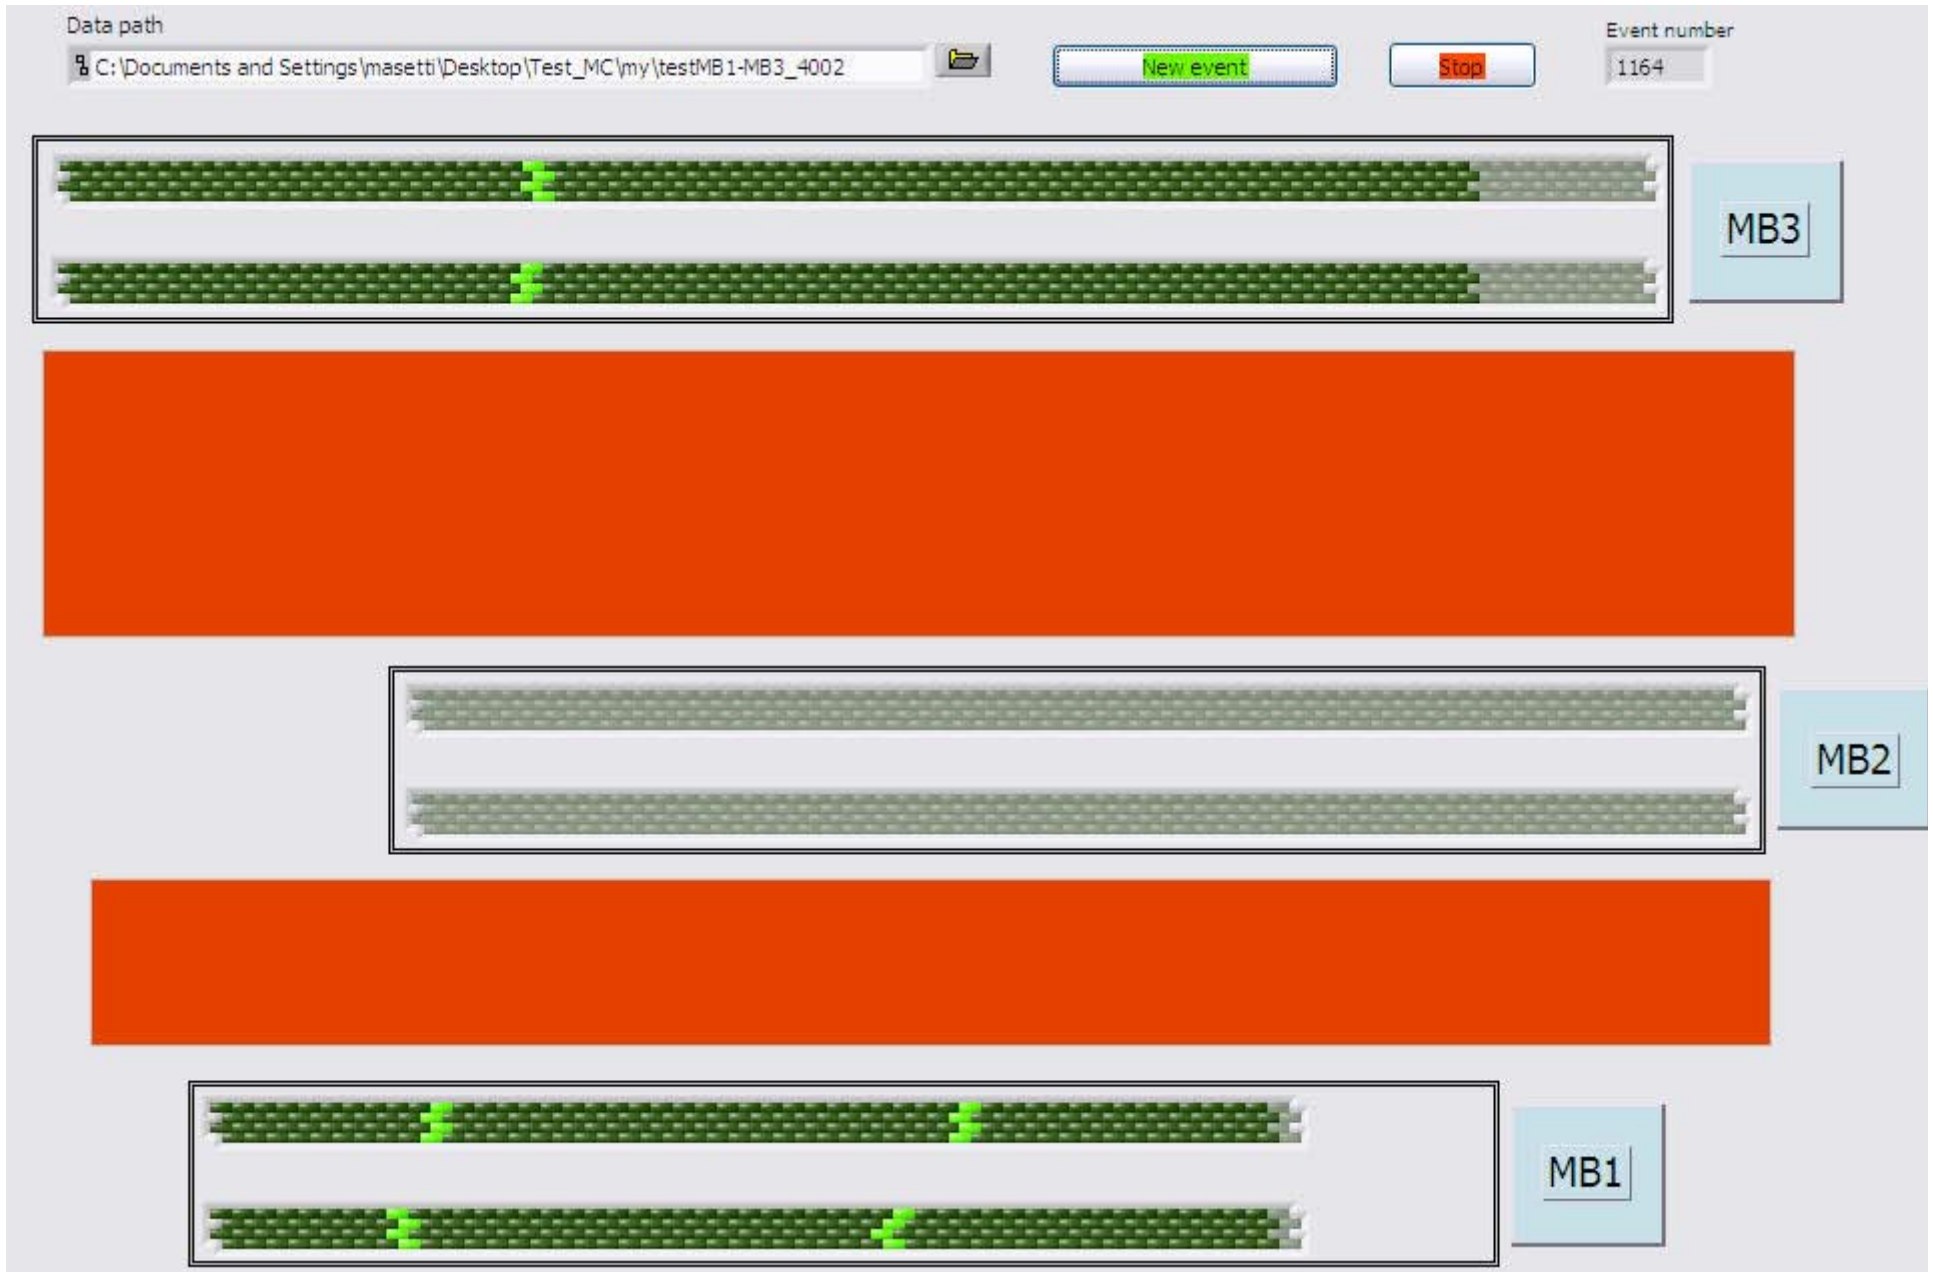 Data path
C:\Documents and Settings\masetti\Desktop\Test_MC\my\testMB1-MB3_4002
New event
Stop
Event number
1164
MB3
MB2
MB1